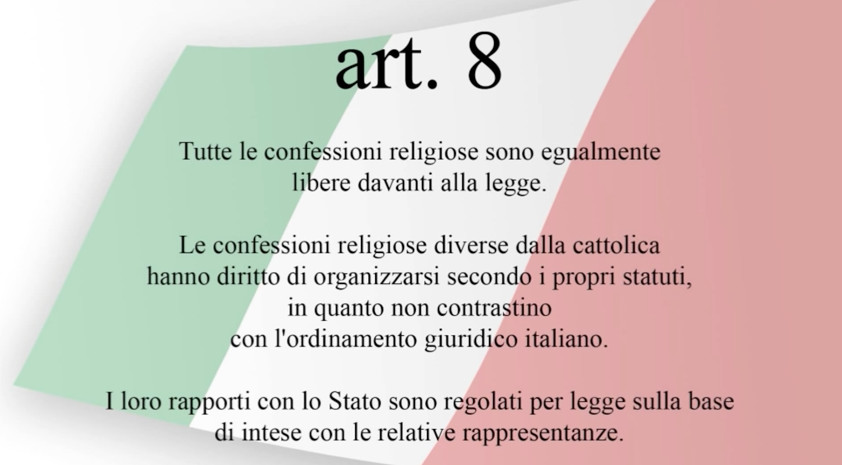 art. 8
Tutte le confessioni religiose sono egualmente
libere davanti alla legge.
Le confessioni religiose diverse dalla cattolica
hanno diritto di organizzarsi secondo i propri statuti,
in quanto non contrastino
con l'ordinamento giuridico italiano.
I loro rapporti con lo Stato sono regolati per legge sulla base
di intese con le relative rappresentanze.